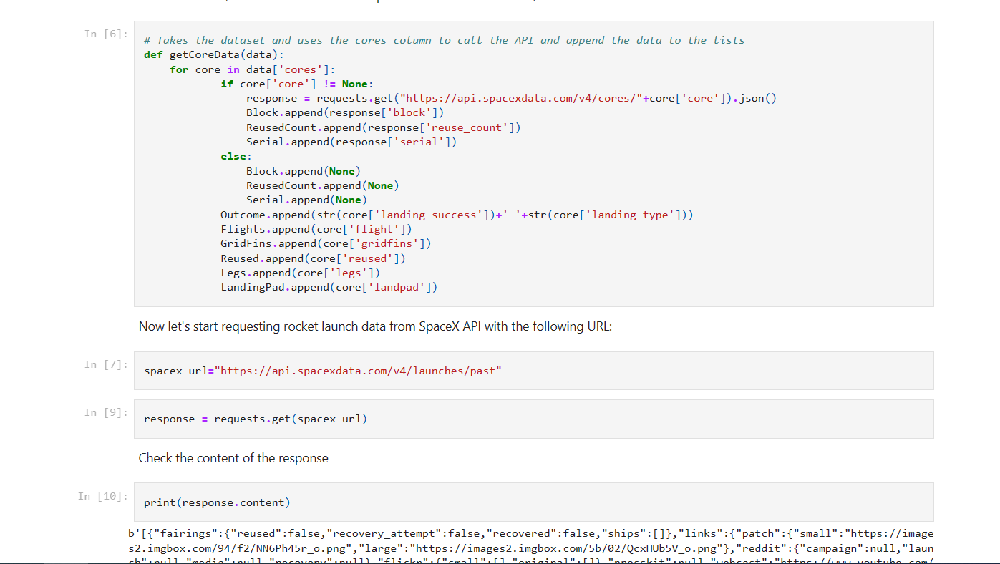 In [6]:
# Takes the dataset and uses the cores column to call the API and append the data to the lists
def getCoreData(data):
    for core in data['cores']:
            if core['core'] != None:
                response = requests.get("https://api.spacexdata.com/v4/cores/"+core['core']).json()
                Block.append(response['block'])
                ReusedCount.append(response['reuse_count'])
                Serial.append(response['serial'])
            else:
                Block.append(None)
                ReusedCount.append(None)
                Serial.append(None)
            Outcome.append(str(core['landing_success'])+' '+str(core['landing_type']))
            Flights.append(core['flight'])
            GridFins.append(core['gridfins'])
            Reused.append(core['reused'])
            Legs.append(core['legs'])
            LandingPad.append(core['landpad'])
Now let's start requesting rocket launch data from SpaceX API with the following URL:
In [7]:
spacex_url="https://api.spacexdata.com/v4/launches/past"
In [9]:
response = requests.get(spacex_url)
Check the content of the response
In [10]:
print(response.content)
b'[{"fairings":{"reused":false,"recovery_attempt":false,"recovered":false,"ships":[]},"links":{"patch":{"small":"https://image
s2.imgbox.com/94/f2/NN6Ph45r_o.png","large":"https://images2.imgbox.com/5b/02/QcxHUb5V_o.png"},"reddit":{"campaign":null,"laun
ch":null,"media":null,"recovery":null},"flickr":{"small":[],"original":[]},"presskit":null,"webcast":"https://www.youtube.com/